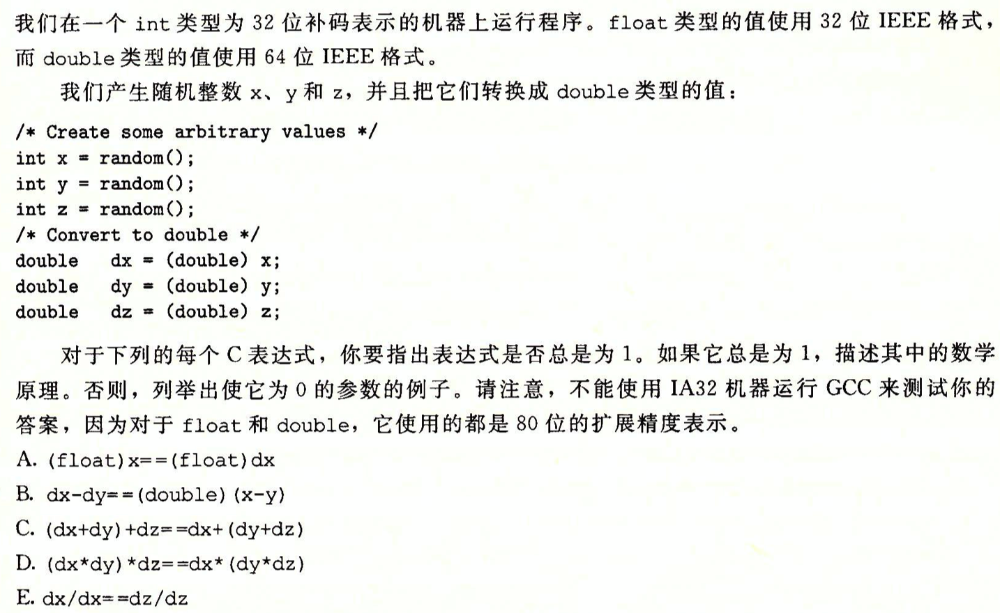 我们在一个 int 类型为 32 位补码表示的机器上运行程序。float 类型的值使用 32 位 IEEE 格式，
而 double 类型的值使用 64 位 IEEE 格式。
我们产生随机整数 x、y 和 z，并且把它们转换成 double 类型的值：
/* Create some arbitrary values */
int x = random();
int y = random();
int z = random();
/* Convert to double */
double   dx = (double) x;
double   dy = (double) y;
double   dz = (double) z;
对于下列的每个 C 表达式，你要指出表达式是否总是为 1。如果它总是为 1，描述其中的数学
原理。否则，列举出使它为 0 的参数的例子。请注意，不能使用 IA32 机器运行 GCC 来测试你的
答案，因为对于 float 和 double，它使用的都是 80 位的扩展精度表示。
A. (float)x==(float)dx
B. dx-dy==(double)(x-y)
C. (dx+dy)+dz==dx+(dy+dz)
D. (dx*dy)*dz==dx*(dy*dz)
E. dx/dx==dz/dz